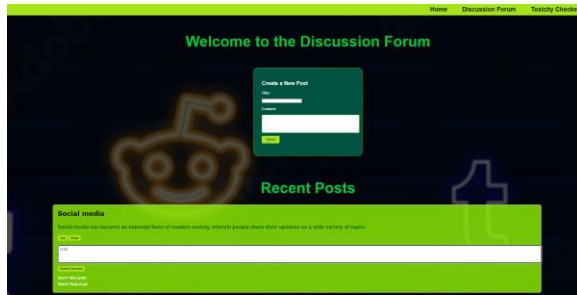 Home Discussion Forum Toxicity Checke
Welcome to the Discussion Forum
Create a New Post
Title:
Content:
Submit
Recent Posts
Social media
Social media has become an essential facet of modern society, wherein people share their opinions on a wide variety of topics
Like Share
Submit Comment